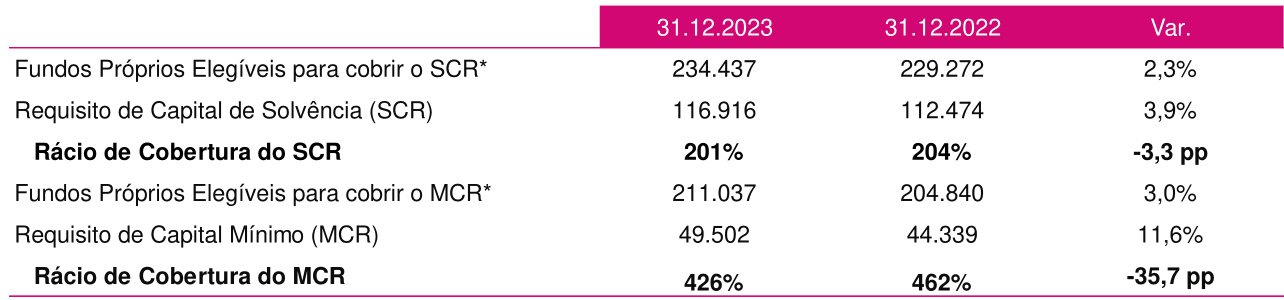 31.12.2023 31.12.2022 Var.
Fundos Próprios Elegíveis para cobrir o SCR* 234.437 229.272 2,3%
Requisito de Capital de Solvência (SCR) 116.916 112.474 3,9%
Rácio de Cobertura do SCR 201% 204% -3,3 pp
Fundos Próprios Elegíveis para cobrir o MCR* 211.037 204.840 3,0%
Requisito de Capital Mínimo (MCR) 49.502 44.339 11,6%
Rácio de Cobertura do MCR 426% 462% -35,7 pp